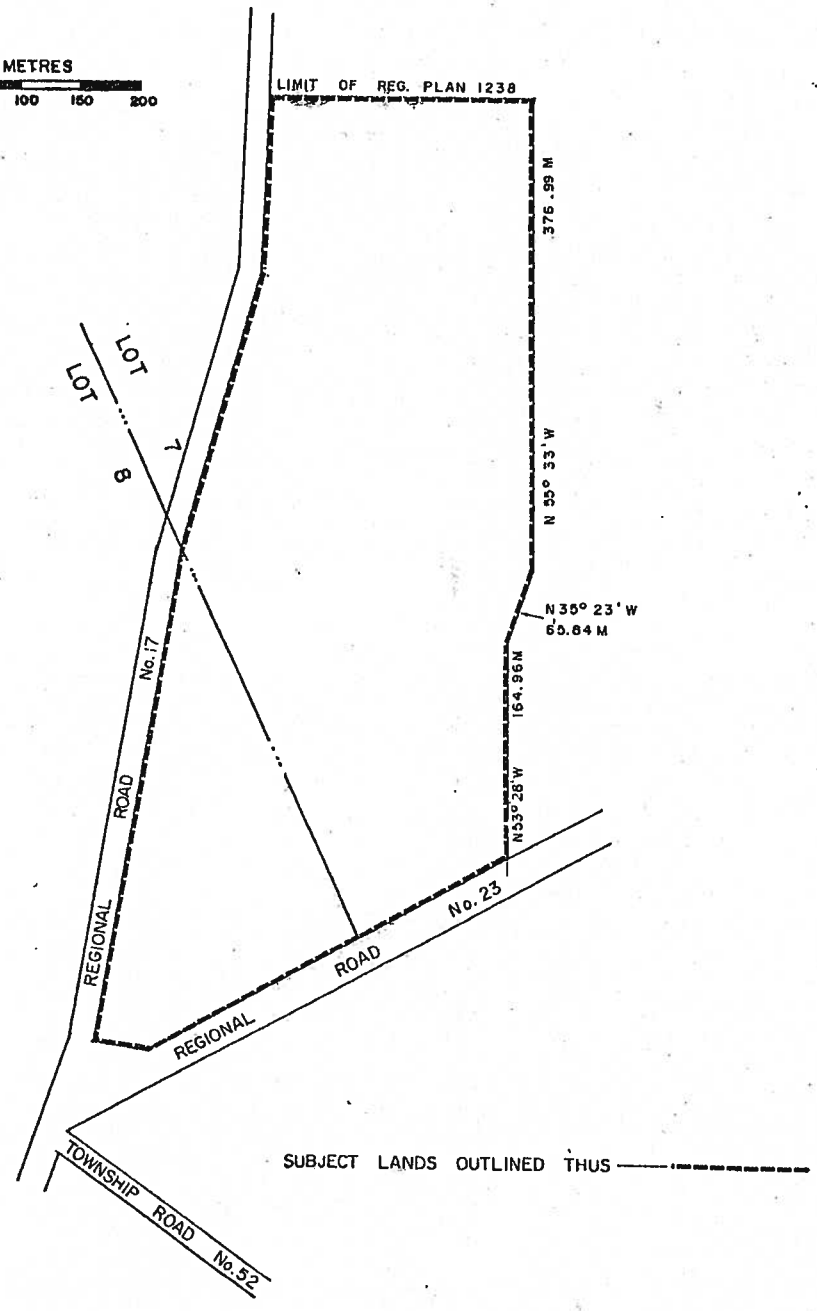 METRES
100 150 200
LIMIT OF REG. PLAN 1238
376.99 M
N 55° 33' W
N 35° 23' W
65.84 M
164.96 M
N 53° 28' W
LOT 7
LOT 8
REGIONAL ROAD No. 17
REGIONAL ROAD No. 23
TOWNSHIP ROAD No. 52
SUBJECT LANDS OUTLINED THUS